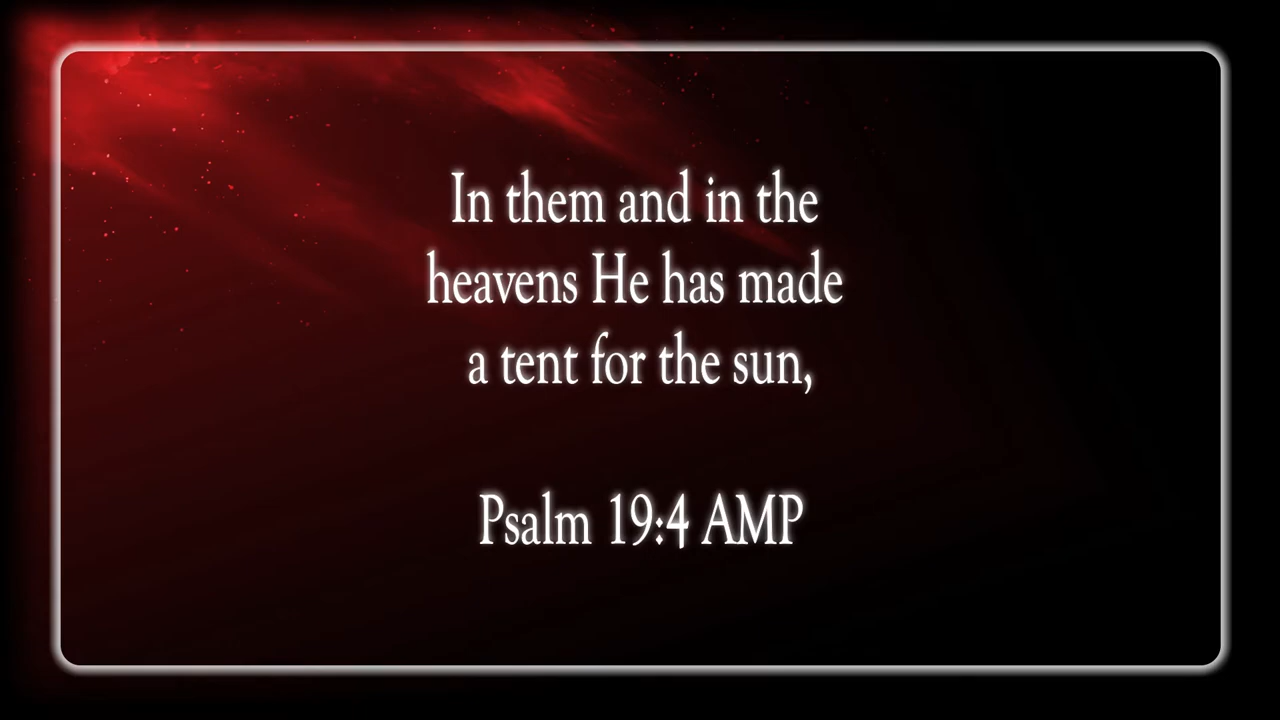 In them and in the
heavens He has made
a tent for the sun,
Psalm 19:4 AMP